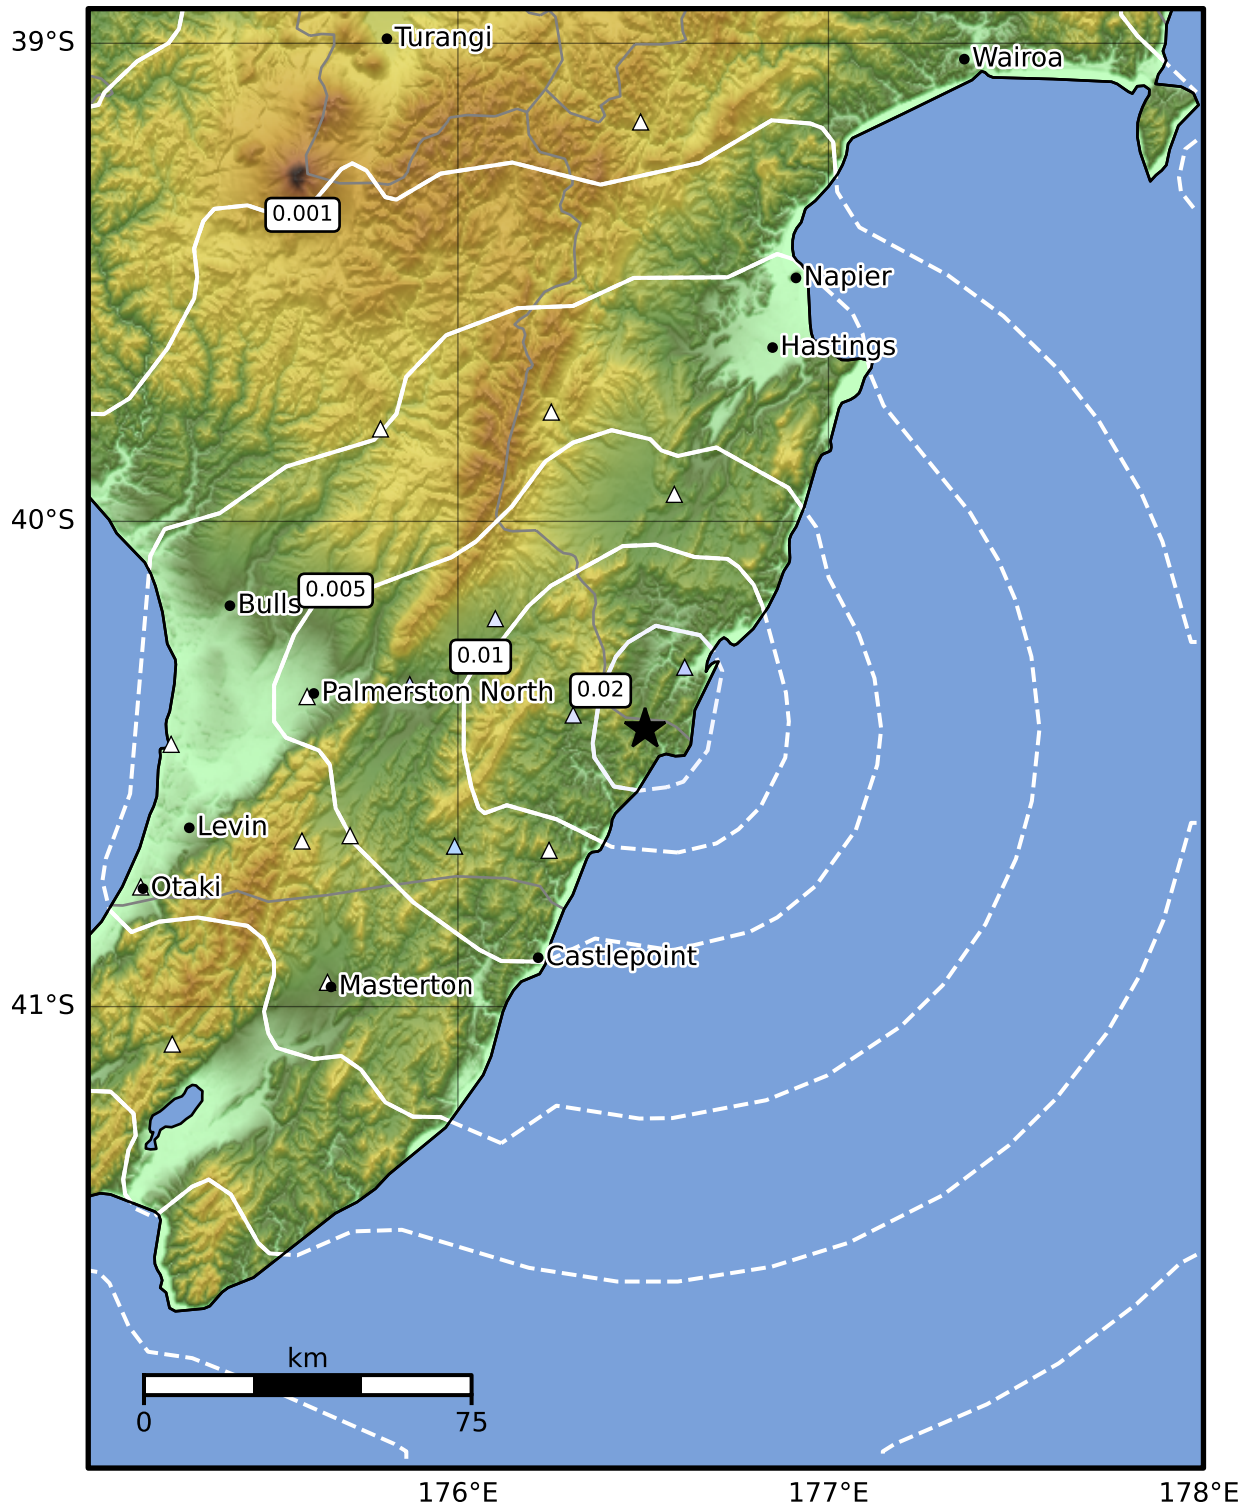 39°S
Turangi
Wairoa
0.001
Napier
Hastings
40°S
0.005
Bulls
0.01
0.02
Palmerston North
Levin
Otaki
Castlepoint
Masterton
41°S
km
0
75
176°E
177°E
178°E